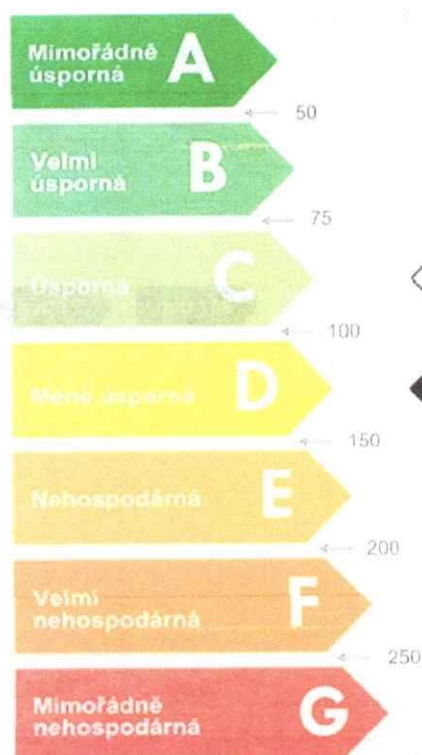 Mimořádně
úsporná
A
50
Velmi
úsporná
B
75
Úsporná
C
100
Méně úsporná
D
150
Nehospodárná
E
200
Velmi
nehospodárná
F
250
Mimořádně
nehospodárná
G